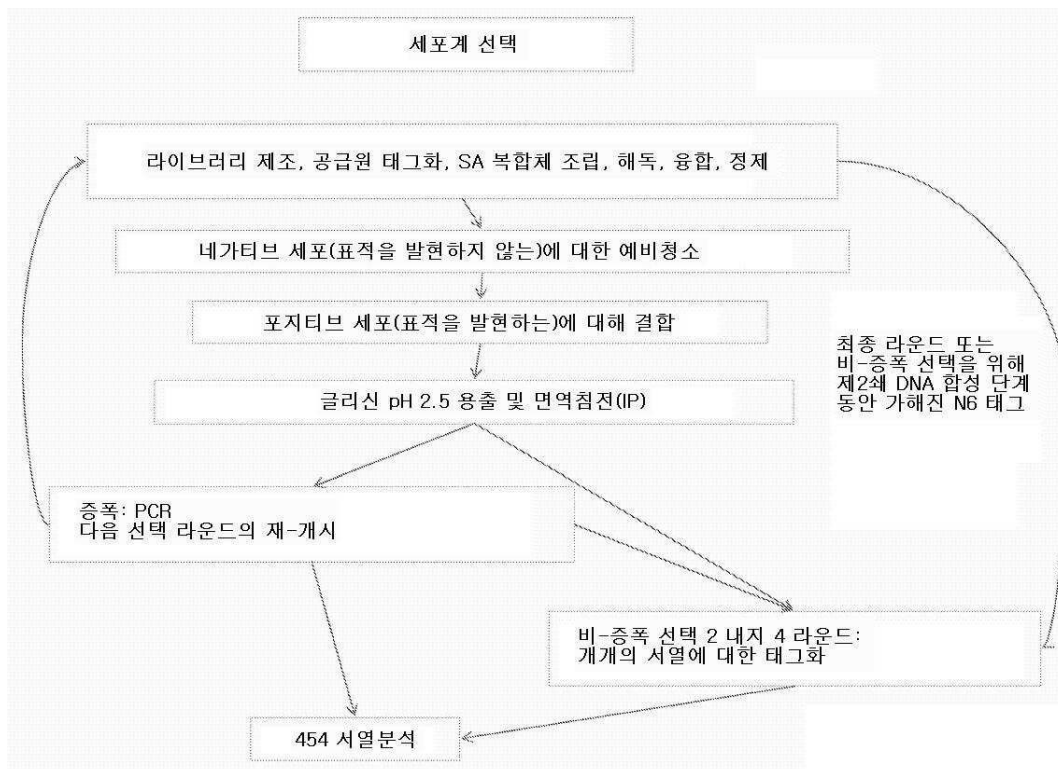 세포계 선택
라이브러리 제조, 공급원 태그화, SA 복합체 조립, 해독, 융합, 정제
네가티브 세포(표적을 발현하지 않는)에 대한 예비청소
포지티브 세포(표적을 발현하는)에 대해 결합
글리신 pH 2.5 용출 및 면역침전(IP)
최종 라운드 또는
비-증폭 선택을 위해
제2쇄 DNA 합성 단계
동안 가해진 N6 태그
증폭: PCR
다음 선택 라운드의 재-개시
비-증폭 선택 2 내지 4 라운드:
개개의 서열에 대한 태그화
454 서열분석